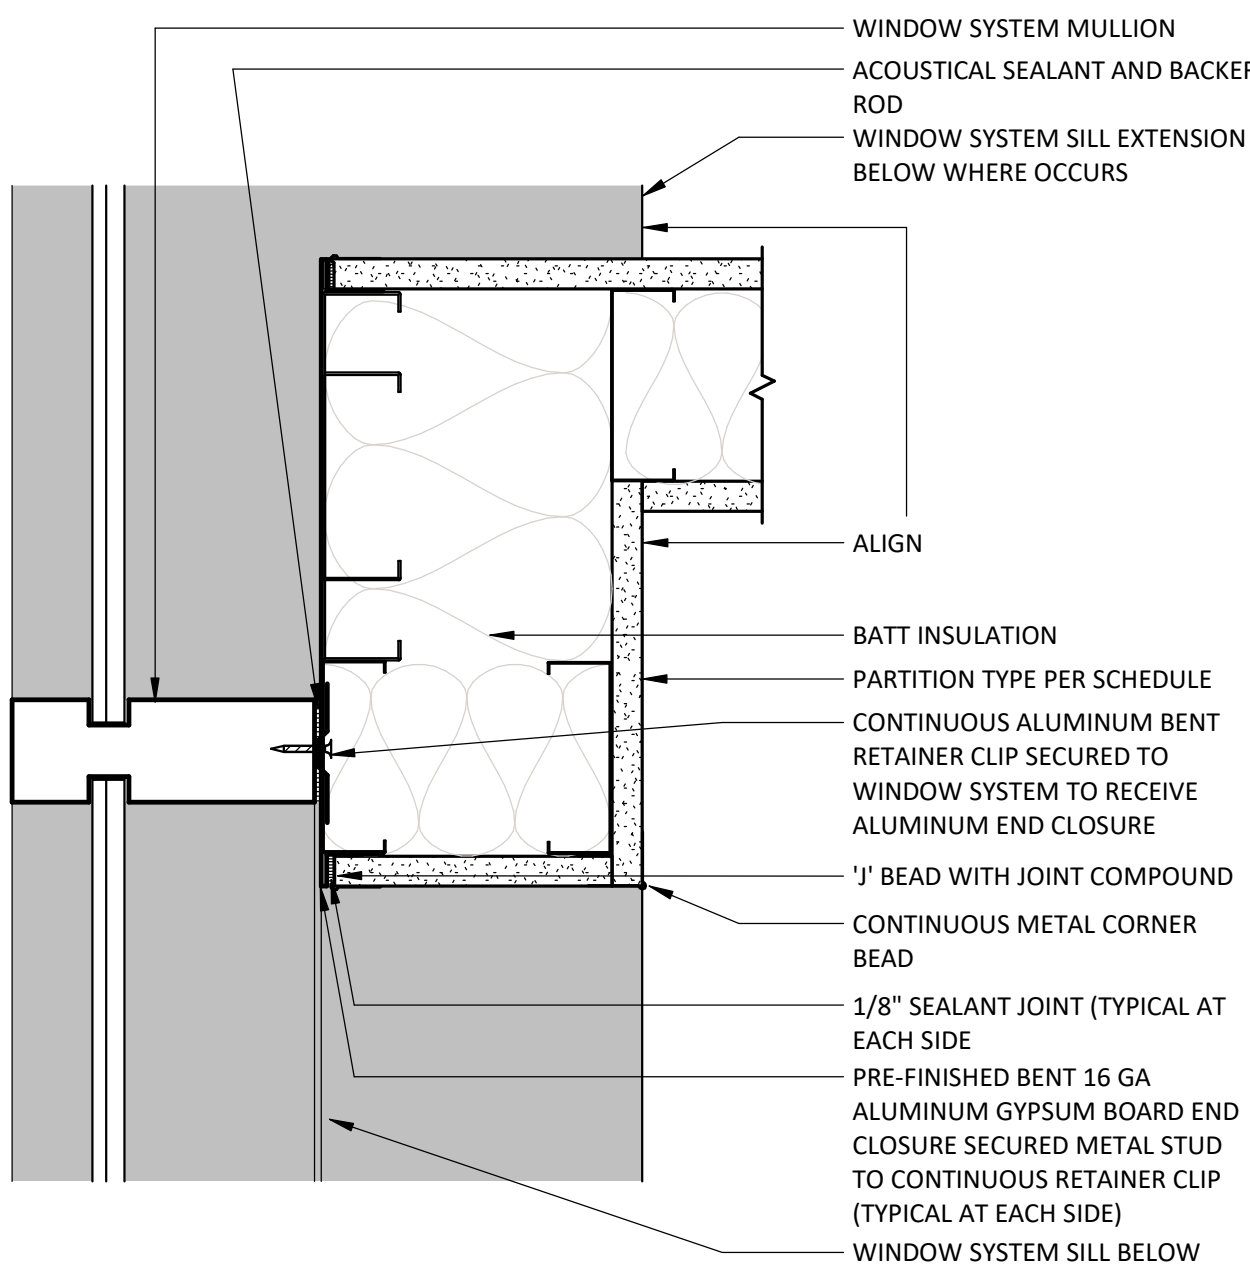 WINDOW SYSTEM MULLION
ACOUSTICAL SEALANT AND BACKER
ROD
WINDOW SYSTEM SILL EXTENSION
BELOW WHERE OCCURS
ALIGN
BATT INSULATION
PARTITION TYPE PER SCHEDULE
CONTINUOUS ALUMINUM BENT
RETAINER CLIP SECURED TO
WINDOW SYSTEM TO RECEIVE
ALUMINUM END CLOSURE
'J' BEAD WITH JOINT COMPOUND
CONTINUOUS METAL CORNER
BEAD
1/8" SEALANT JOINT (TYPICAL AT
EACH SIDE
PRE-FINISHED BENT 16 GA
ALUMINUM GYPSUM BOARD END
CLOSURE SECURED METAL STUD
TO CONTINUOUS RETAINER CLIP
(TYPICAL AT EACH SIDE)
WINDOW SYSTEM SILL BELOW